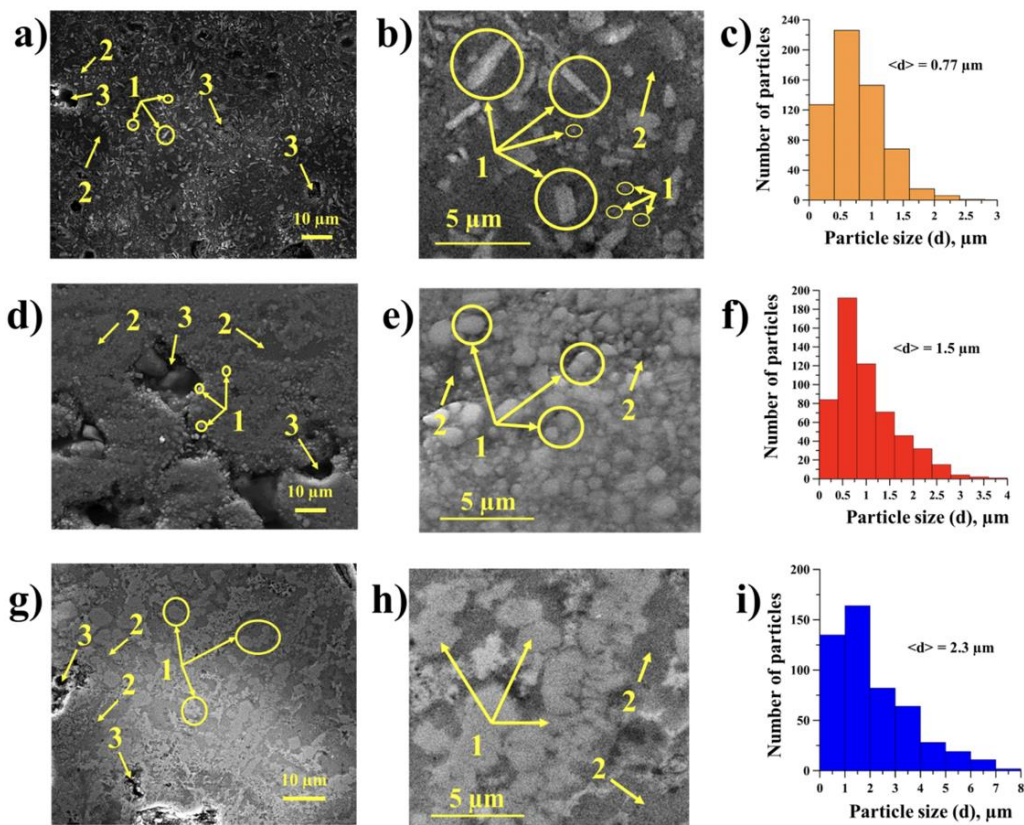 a)
2
3
1
3
2
3
10 µm
b)
1
2
1
5 µm
c)
Number of particles
240
200
160
120
80
40
0
<d> = 0.77 µm
0 0.5 1 1.5 2 2.5 3
Particle size (d), µm
d)
2
3
2
1
3
10 µm
e)
2
2
1
5 µm
f)
Number of particles
200
180
160
140
120
100
80
60
40
20
0
<d> = 1.5 µm
0 0.5 1 1.5 2 2.5 3 3.5 4
Particle size (d), µm
g)
3
2
1
2
3
10 µm
h)
2
1
2
5 µm
i)
Number of particles
200
150
100
50
0
<d> = 2.3 µm
0 1 2 3 4 5 6 7 8
Particle size (d), µm